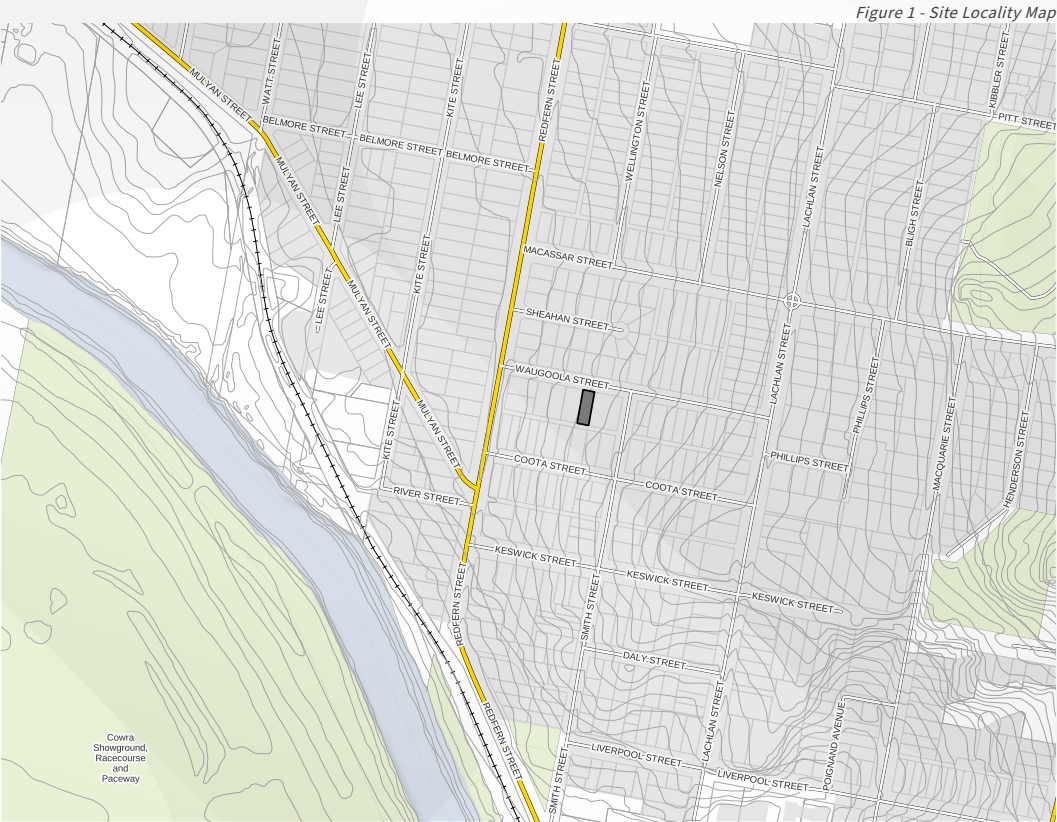 Figure 1 - Site Locality Map
MULYAN STREET
WATT STREET
LEE STREET
KITE STREET
REDFERN STREET
WELLINGTON STREET
NELSON STREET
LACHLAN STREET
KIBBLER STREET
PITT STREET
BELMORE STREET
BELMORE STREET
BELMORE STREET
MULYAN STREET
LEE STREET
BLIGH STREET
KITE STREET
MACASSAR STREET
LEE STREET
MULYAN STREET
SHEAHAN STREET
LACHLAN STREET
WAUGOOLA STREET
PHILLIPS STREET
KITE STREET
MULYAN STREET
MACQUARIE STREET
HENDERSON STREET
COOTA STREET
PHILLIPS STREET
RIVER STREET
COOTA STREET
KESWICK STREET
KESWICK STREET
KESWICK STREET
REDFERN STREET
SMITH STREET
DALY STREET
LACHLAN STREET
REDFERN STREET
POIGNAND AVENUE
Cowra
Showground,
Racecourse
and
Paceway
SMITH STREET
LIVERPOOL STREET
LIVERPOOL STREET